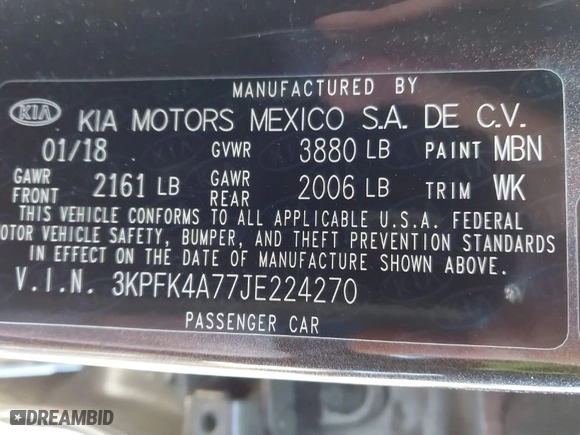 MANUFACTURED BY
KIA KIA MOTORS MEXICO S.A. DE C.V.
01/18 GVWR 3880 LB PAINT MBN
GAWR FRONT 2161 LB GAWR REAR 2006 LB TRIM WK
THIS VEHICLE CONFORMS TO ALL APPLICABLE U.S.A. FEDERAL
OTOR VEHICLE SAFETY, BUMPER, AND THEFT PREVENTION STANDARDS
IN EFFECT ON THE DATE OF MANUFACTURE SHOWN ABOVE.
V.I.N. 3KPFK4A77JE224270
PASSENGER CAR
DREAMBID